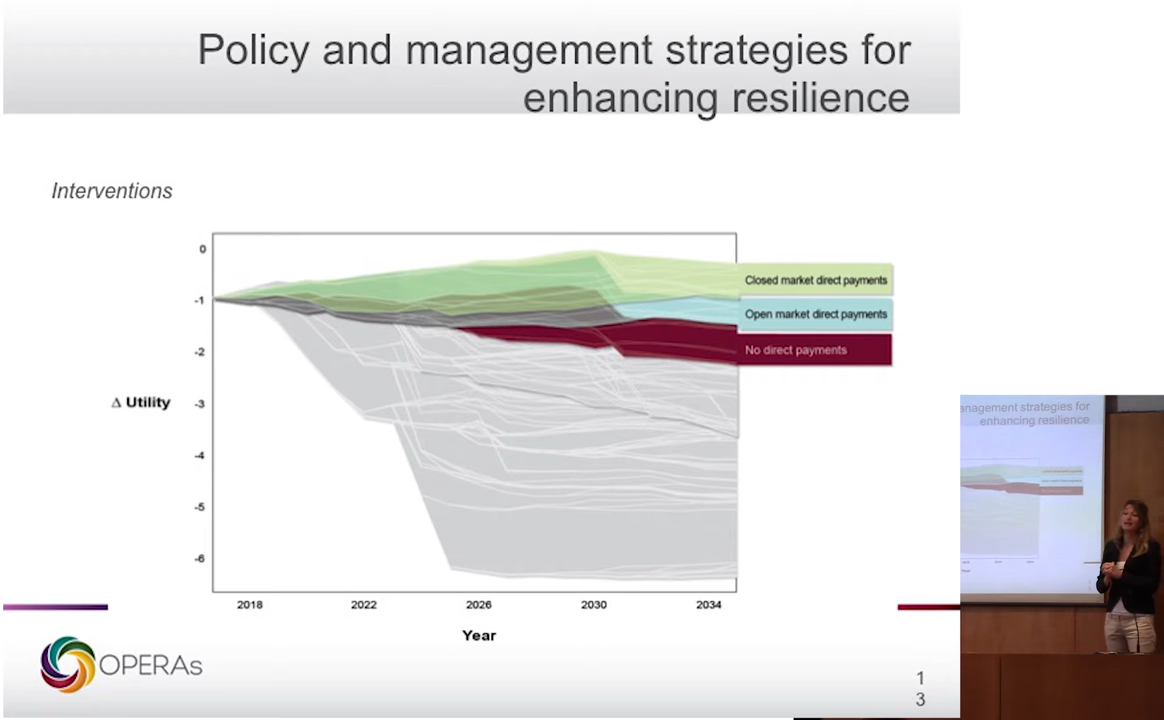 Policy and management strategies for
enhancing resilience
Interventions
0
-1
-2
-3
-4
-5
-6
Δ Utility
Closed market direct payments
Open market direct payments
No direct payments
2018 2022 2026 2030 2034
Year
OPERAs
1
3
anagement strategies for
enhancing resilience